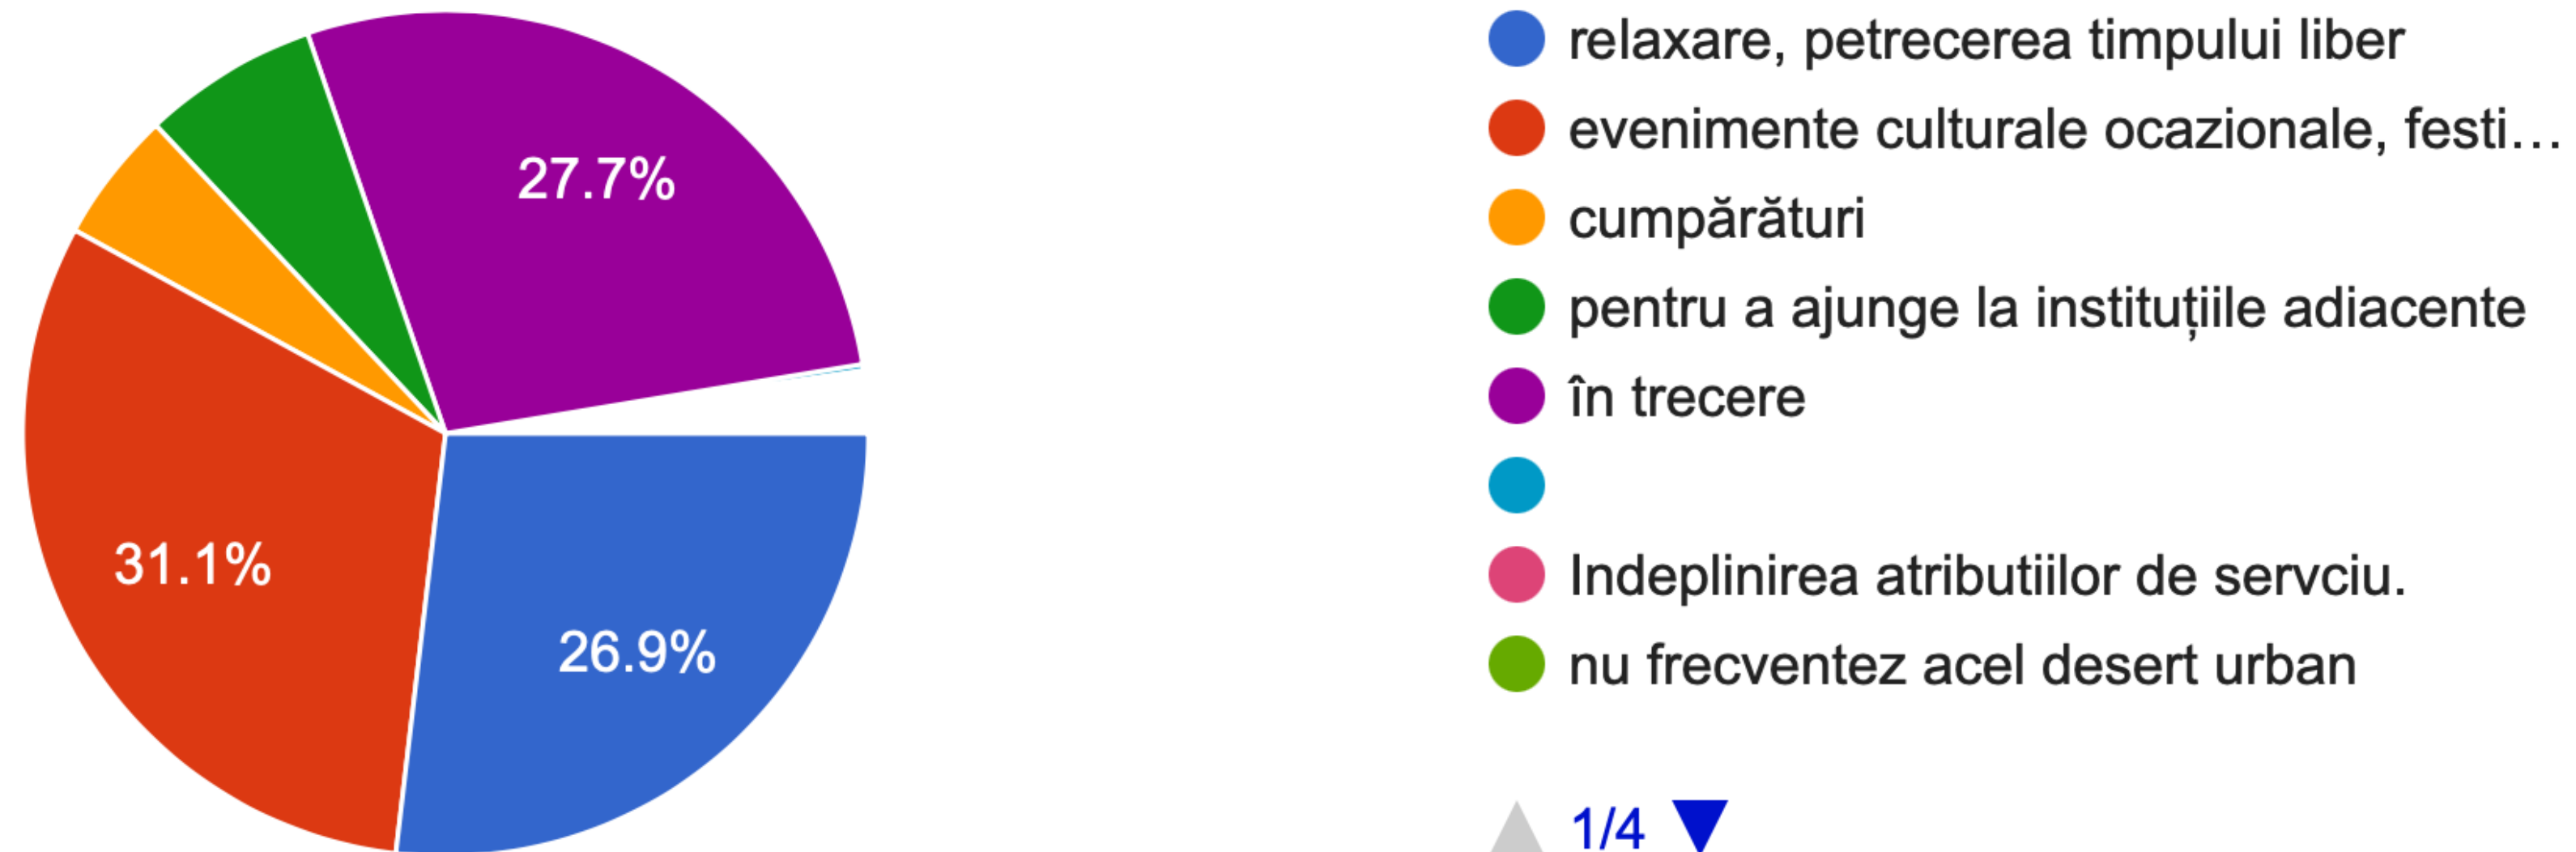 27.7%
31.1%
26.9%
relaxare, petrecerea timpului liber
evenimente culturale ocazionale, festi…
cumpărături
pentru a ajunge la instituțiile adiacente
în trecere
Indeplinirea atributiilor de servciu.
nu frecventez acel desert urban
1/4